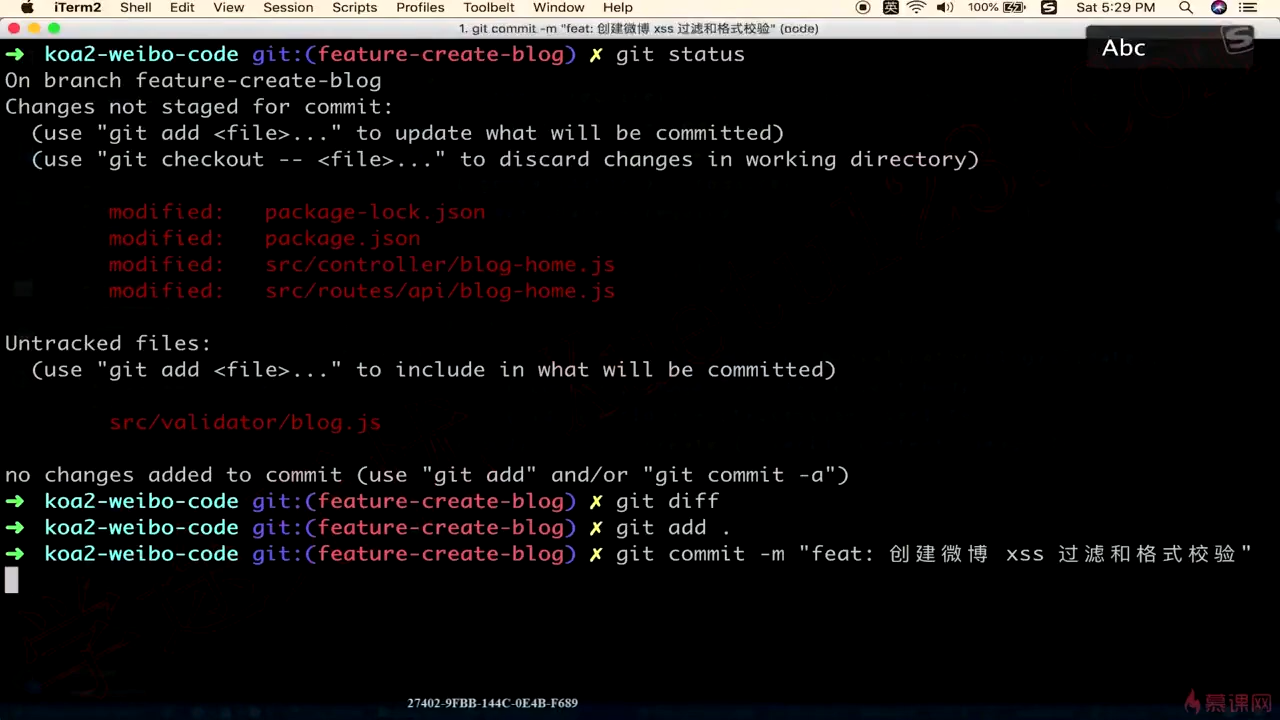 iTerm2 Shell Edit View Session Scripts Profiles Toolbelt Window Help 英 100% Sat 5:29 PM
1. git commit -m "feat: 创建微博 xss 过滤和格式校验" (node)
Abc
→ koa2-weibo-code git:(feature-create-blog) ✗ git status
On branch feature-create-blog
Changes not staged for commit:
(use "git add <file>..." to update what will be committed)
(use "git checkout -- <file>..." to discard changes in working directory)
modified: package-lock.json
modified: package.json
modified: src/controller/blog-home.js
modified: src/routes/api/blog-home.js
Untracked files:
(use "git add <file>..." to include in what will be committed)
src/validator/blog.js
no changes added to commit (use "git add" and/or "git commit -a")
→ koa2-weibo-code git:(feature-create-blog) ✗ git diff
→ koa2-weibo-code git:(feature-create-blog) ✗ git add .
→ koa2-weibo-code git:(feature-create-blog) ✗ git commit -m "feat: 创建微博 xss 过滤和格式校验"
27402-9FBB-144C-0E4B-F689
慕课网